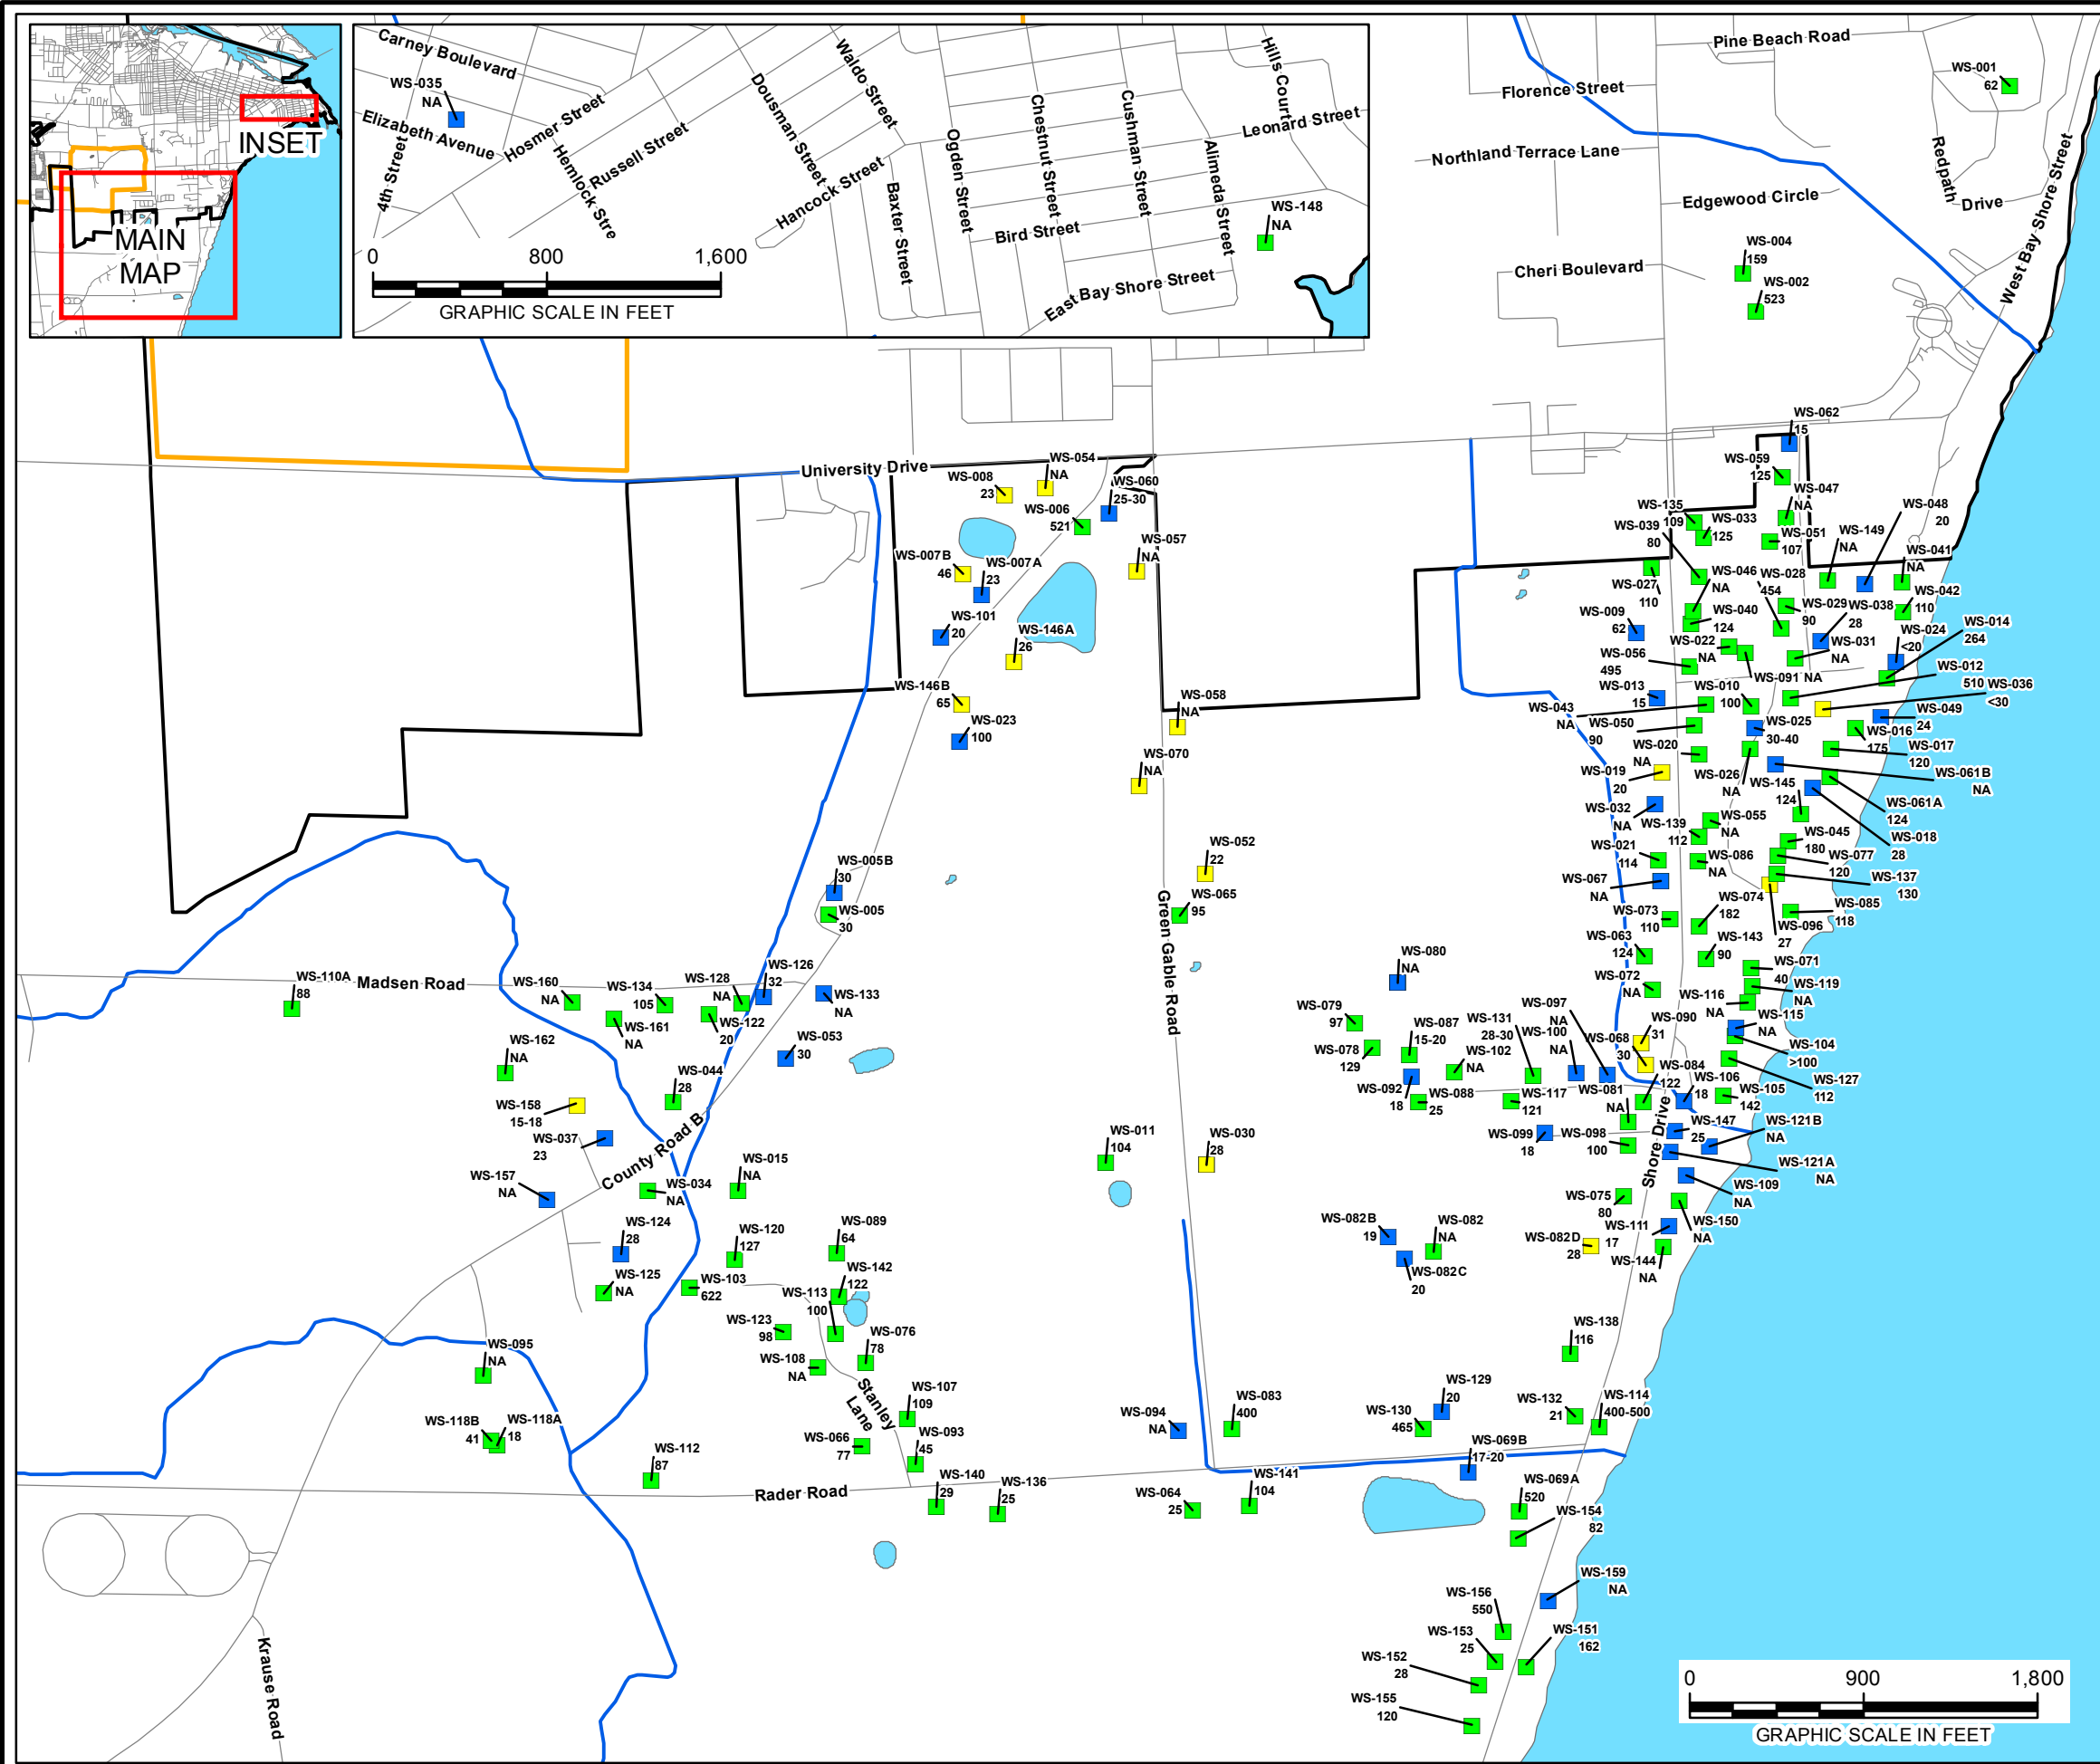 INSET
MAIN
MAP
Carney Boulevard
WS-035
NA
Elizabeth Avenue
4th Street
Hosmer Street
Hemlock Stre
Russell Street
Dousman Street
Waldo Street
Hancock Street
Baxter Street
Ogden Street
Chestnut Street
Cushman Street
Alimeda Street
Hills Court
Leonard Street
Bird Street
East Bay Shore Street
WS-148
NA
0 800 1,600
GRAPHIC SCALE IN FEET
Pine Beach Road
Florence Street
WS-001
62
Northland Terrace Lane
Redpath
Drive
West Bay Shore Street
Edgewood Circle
Cheri Boulevard
WS-004
159
WS-002
523
University Drive
WS-008
23
WS-054
NA
WS-006
521
WS-060
25-30
WS-057
NA
WS-007B
46
WS-007A
23
WS-101
20
WS-146A
26
WS-146B
65
WS-023
100
WS-058
NA
WS-070
NA
WS-062
15
WS-059
125
WS-047
NA
WS-048
20
WS-135
109
WS-033
125
WS-039
80
WS-051
107
WS-149
NA
WS-041
NA
WS-027
110
WS-046
NA
WS-028
454
WS-029
90
WS-038
28
WS-042
110
WS-009
62
WS-040
124
WS-022
NA
WS-031
NA
WS-024
<20
WS-014
264
WS-056
495
WS-091 NA
WS-012
510
WS-036
<30
WS-013
15
WS-010
100
WS-043
NA
WS-050
90
WS-025
30-40
WS-049
24
WS-016
175
WS-017
120
WS-020
NA
WS-019
20
WS-026
NA
WS-061B
NA
WS-145
124
WS-061A
124
WS-032
NA
WS-139
112
WS-055
NA
WS-018
28
WS-045
180
WS-021
114
WS-086
NA
WS-077
120
WS-067
NA
WS-137
130
WS-073
110
WS-074
182
WS-085
118
WS-096
27
WS-063
124
WS-143
90
WS-071
40
WS-072
NA
WS-119
NA
WS-116
NA
WS-115
NA
WS-104
>100
WS-127
112
WS-052
22
WS-065
95
Green Gable Road
WS-005B
30
WS-005
30
WS-110A
88
Madsen Road
WS-160
NA
WS-134
105
WS-128
NA
WS-126
32
WS-133
NA
WS-161
NA
WS-122
20
WS-053
30
WS-162
NA
WS-044
28
WS-158
15-18
WS-037
23
County Road B
WS-157
NA
WS-034
NA
WS-015
NA
WS-080
NA
WS-079
97
WS-078
129
WS-087
15-20
WS-131
28-30
WS-097
NA
WS-100
NA
WS-102
NA
WS-068
30
WS-090
31
WS-084
122
WS-106
18
WS-105
142
WS-092
18
WS-088
25
WS-117
121
WS-081
NA
WS-099
18
WS-098
100
Shore Drive
WS-147
25
WS-121B
NA
WS-121A
NA
WS-109
NA
WS-075
80
WS-150
NA
WS-111
17
WS-144
NA
WS-082D
28
WS-082B
19
WS-082
NA
WS-082C
20
WS-011
104
WS-030
28
WS-124
28
WS-120
127
WS-089
64
WS-125
NA
WS-103
622
WS-142
122
WS-113
100
WS-123
98
WS-076
78
WS-108
NA
WS-095
NA
Stanley
Lane
WS-107
109
WS-118B
41
WS-118A
18
WS-066
77
WS-093
45
WS-112
87
Rader Road
WS-140
29
WS-136
25
WS-094
NA
WS-083
400
WS-064
25
WS-141
104
WS-138
116
WS-129
20
WS-130
465
WS-132
21
WS-114
400-500
WS-069B
17-20
WS-069A
520
WS-154
82
WS-159
NA
WS-156
550
WS-153
25
WS-151
162
WS-152
28
WS-155
120
Krause Road
0 900 1,800
GRAPHIC SCALE IN FEET